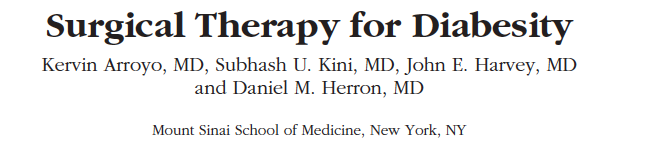 Surgical Therapy for Diabesity
Kervin Arroyo, MD, Subhash U. Kini, MD, John E. Harvey, MD
and Daniel M. Herron, MD
Mount Sinai School of Medicine, New York, NY